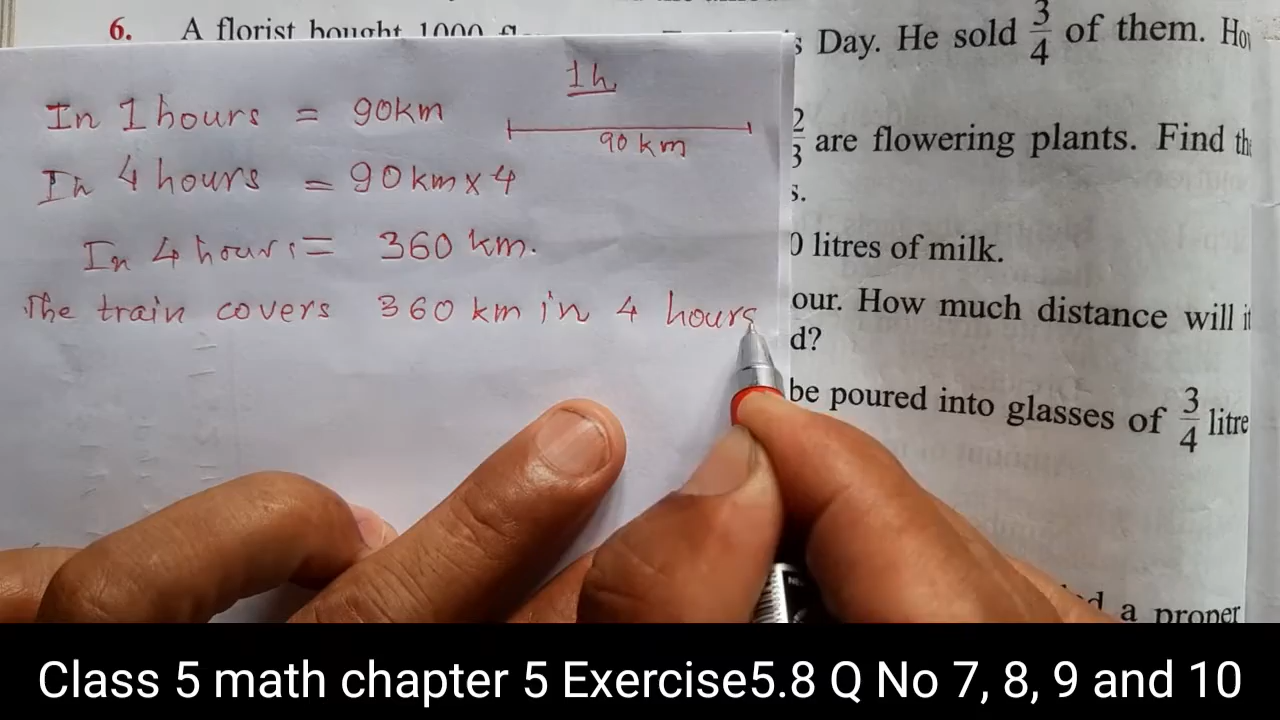 6. A florist bought 1000 s Day. He sold 3/4 of them.
In 1 hours = 90km
1h
90 km
2/3 are flowering plants. Find
In 4 hours = 90km x 4
s.
In 4 hours = 360 km.
0 litres of milk.
The train covers 360 km in 4 hours
our. How much distance will
d?
be poured into glasses of 3/4 litre
a proper
Class 5 math chapter 5 Exercise5.8 Q No 7, 8, 9 and 10